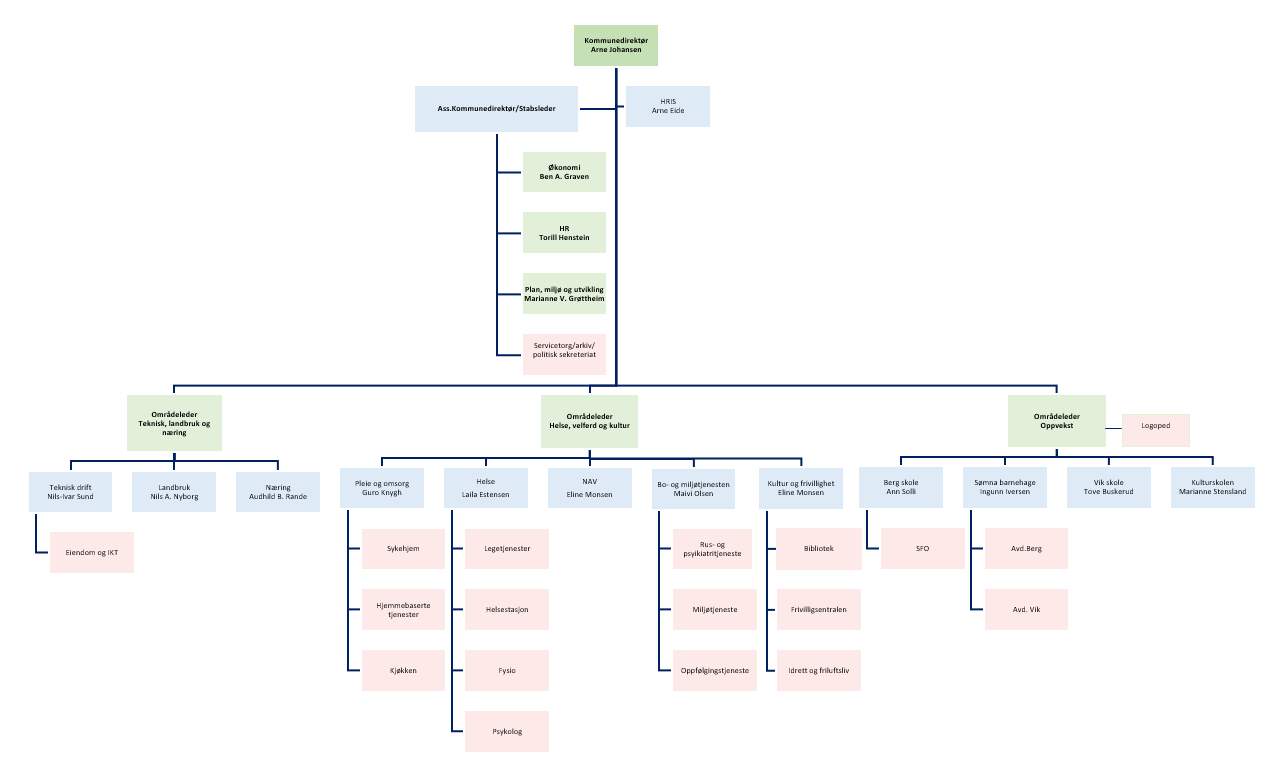 Kommunedirektør
Arne Johansen
Ass.Kommunedirektør/Stabsleder
HRIS
Arne Eide
Økonomi
Ben A. Graven
HR
Torill Henstein
Plan, miljø og utvikling
Marianne V. Grøttheim
Servicetorg/arkiv/
politisk sekreteriat
Områdeleder
Teknisk, landbruk og
næring
Områdeleder
Helse, velferd og kultur
Områdeleder
Oppvekst
Logoped
Teknisk drift
Nils-Ivar Sund
Landbruk
Nils A. Nyborg
Næring
Audhild B. Rande
Pleie og omsorg
Guro Knygh
Helse
Laila Estensen
NAV
Eline Monsen
Bo- og miljøtjenesten
Maivi Olsen
Kultur og frivillighet
Eline Monsen
Berg skole
Ann Solli
Sømna barnehage
Ingunn Iversen
Vik skole
Tove Buskerud
Kulturskolen
Marianne Stensland
Eiendom og IKT
Sykehjem
Legetjenester
Rus- og
psykiatritjeneste
Bibliotek
SFO
Avd.Berg
Hjemmebaserte
tjenester
Helsestasjon
Miljøtjeneste
Frivilligsentralen
Avd. Vik
Kjøkken
Fysio
Oppfølgingstjeneste
Idrett og friluftsliv
Psykolog